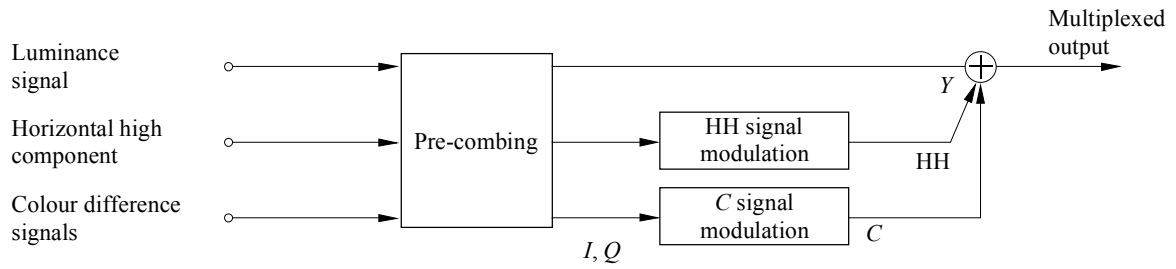 Luminance
signal
Horizontal high
component
Colour difference
signals
Pre-combing
HH signal
modulation
C signal
modulation
I, Q
Y
HH
C
Multiplexed
output